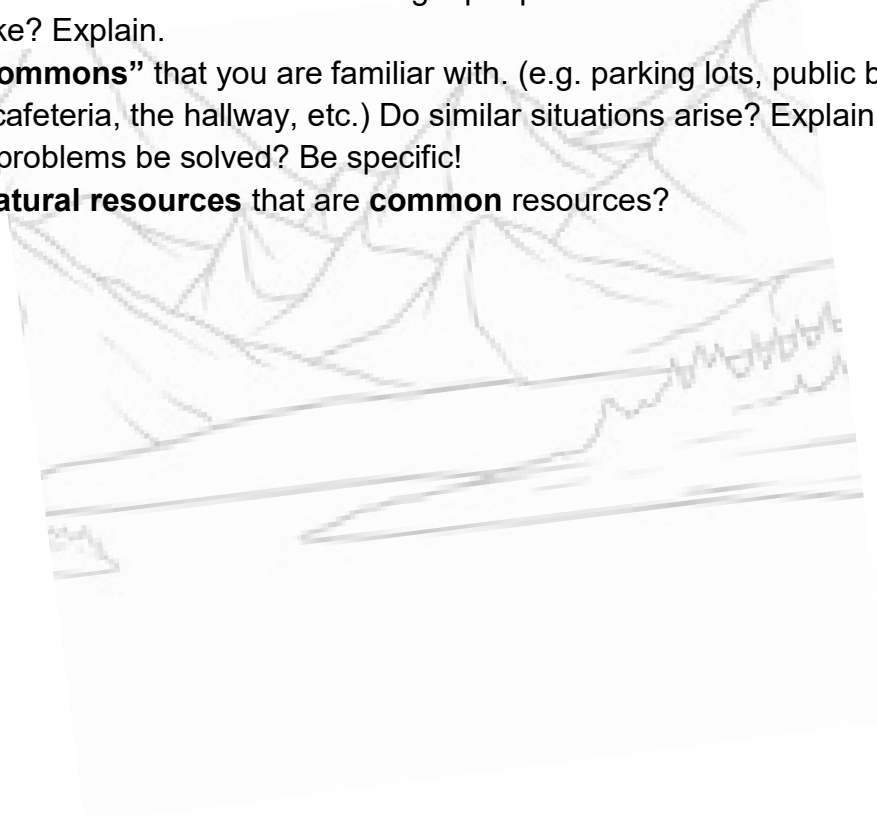 ke? Explain.
ommons” that you are familiar with. (e.g. parking lots, public b
cafeteria, the hallway, etc.) Do similar situations arise? Explain
problems be solved? Be specific!
atural resources that are common resources?